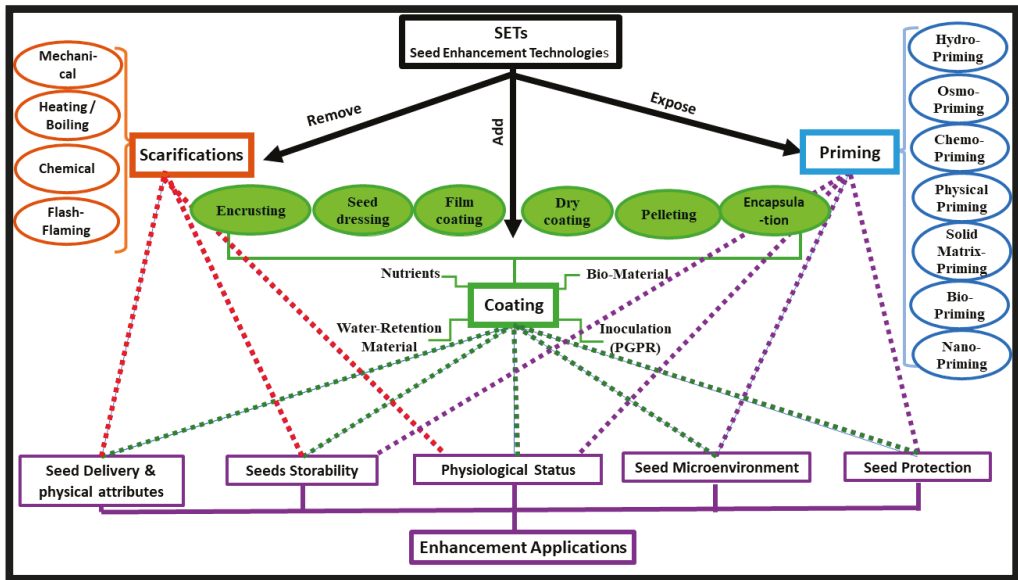 SETs
Seed Enhancement Technologies
Remove
Add
Expose
Mechani-
cal
Heating /
Boiling
Chemical
Flash-
Flaming
Scarifications
Priming
Hydro-
Priming
Osmo-
Priming
Chemo-
Priming
Physical
Priming
Solid
Matrix-
Priming
Bio-
Priming
Nano-
Priming
Encrusting
Seed
dressing
Film
coating
Dry
coating
Pelleting
Encapsula
-tion
Nutrients
Bio-Material
Coating
Water-Retention
Material
Inoculation
(PGPR)
Seed Delivery &
physical attributes
Seeds Storability
Physiological Status
Seed Microenvironment
Seed Protection
Enhancement Applications